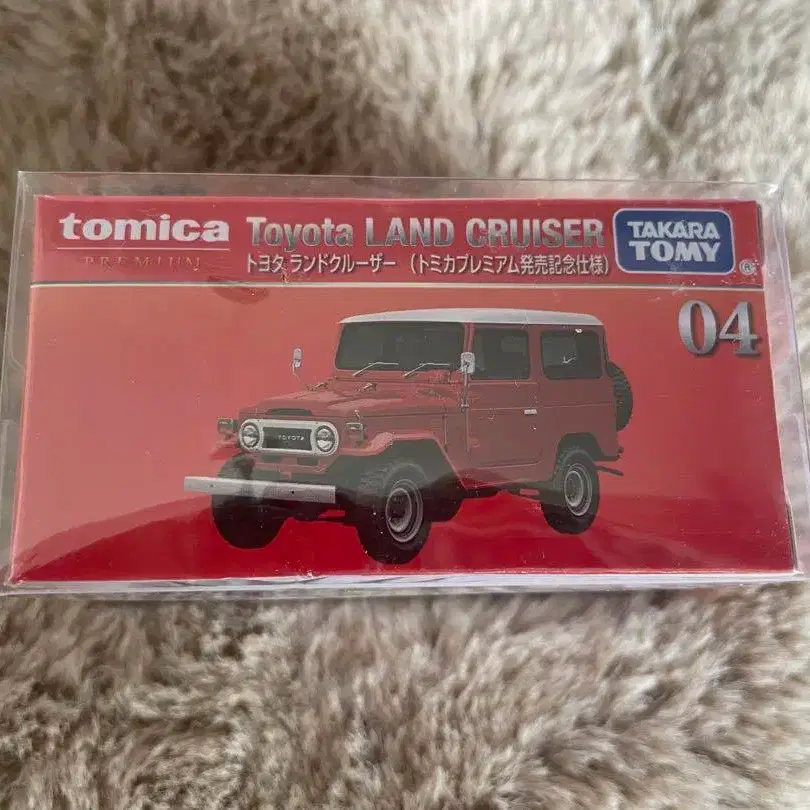 tomica
PREMIUM
Toyota LAND CRUISER
トヨタ ランドクルーザー （トミカプレミアム発売記念仕様）
TAKARA
TOMY
®
04
TOYOTA